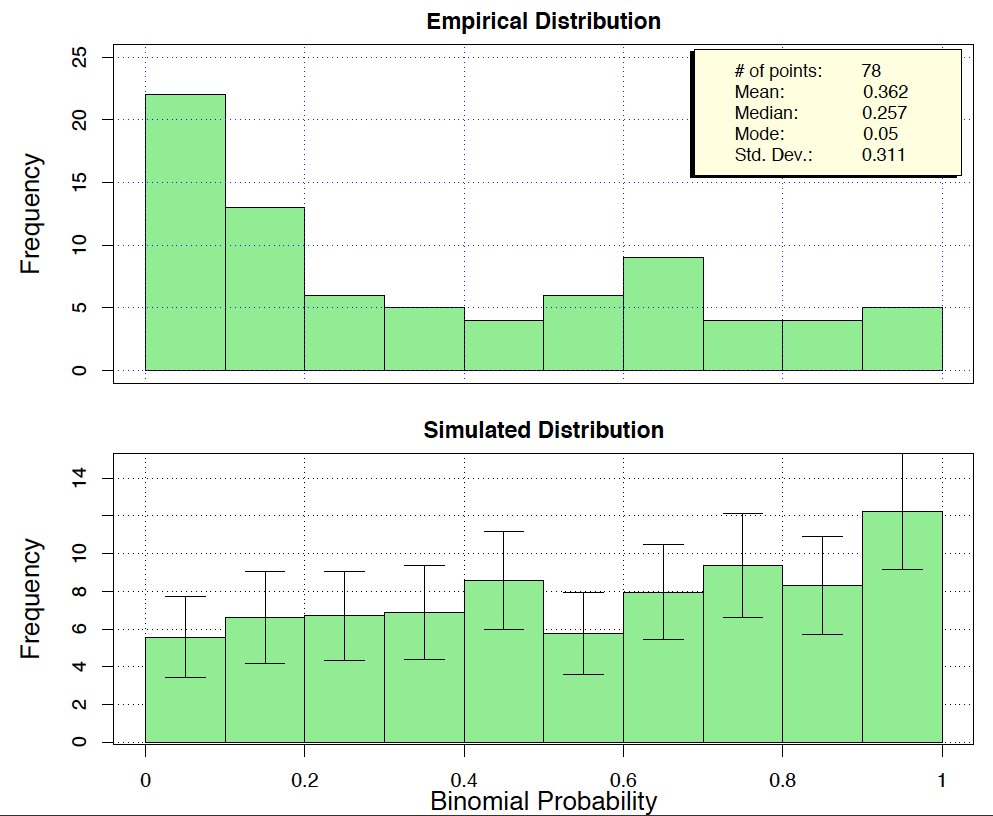 Empirical Distribution
25
20
15
10
5
0
Frequency
# of points: 78
Mean: 0.362
Median: 0.257
Mode: 0.05
Std. Dev.: 0.311
Simulated Distribution
14
10
8
6
4
2
0
Frequency
0 0.2 0.4 0.6 0.8 1
Binomial Probability